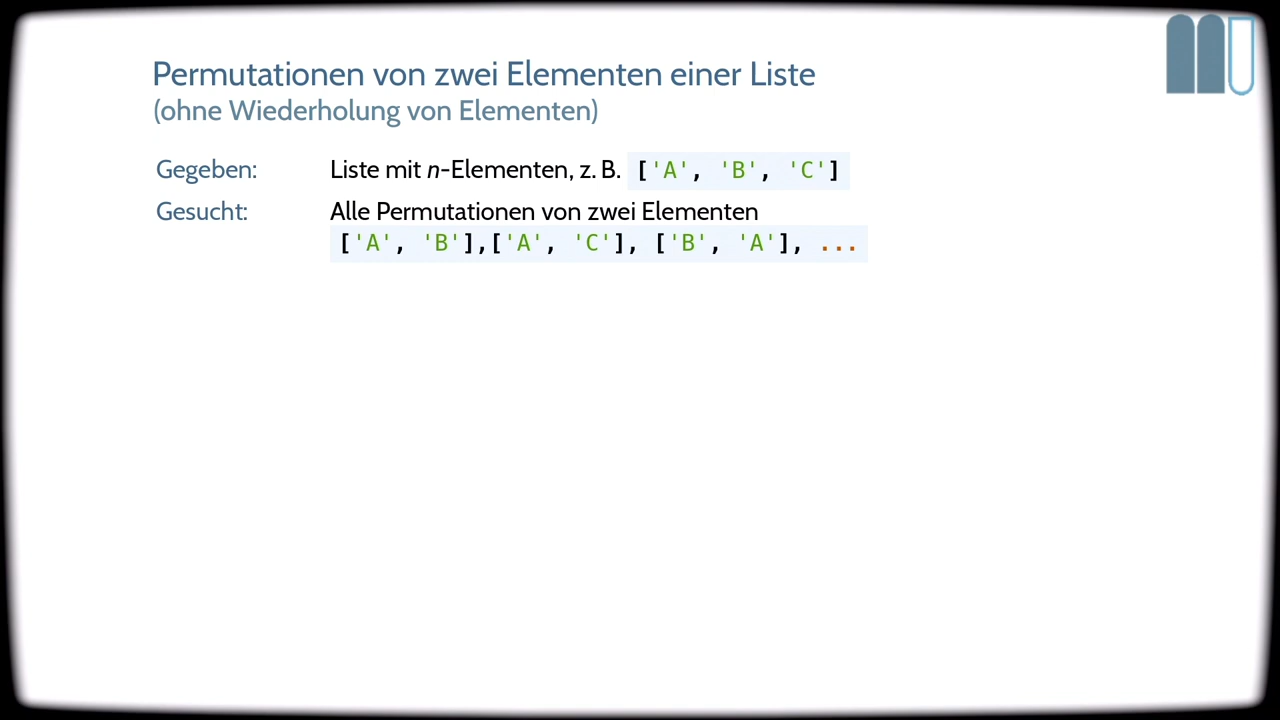 Permutationen von zwei Elementen einer Liste
(ohne Wiederholung von Elementen)
Gegeben: Liste mit n-Elementen, z. B. ['A', 'B', 'C']
Gesucht: Alle Permutationen von zwei Elementen
['A', 'B'],['A', 'C'], ['B', 'A'], ...